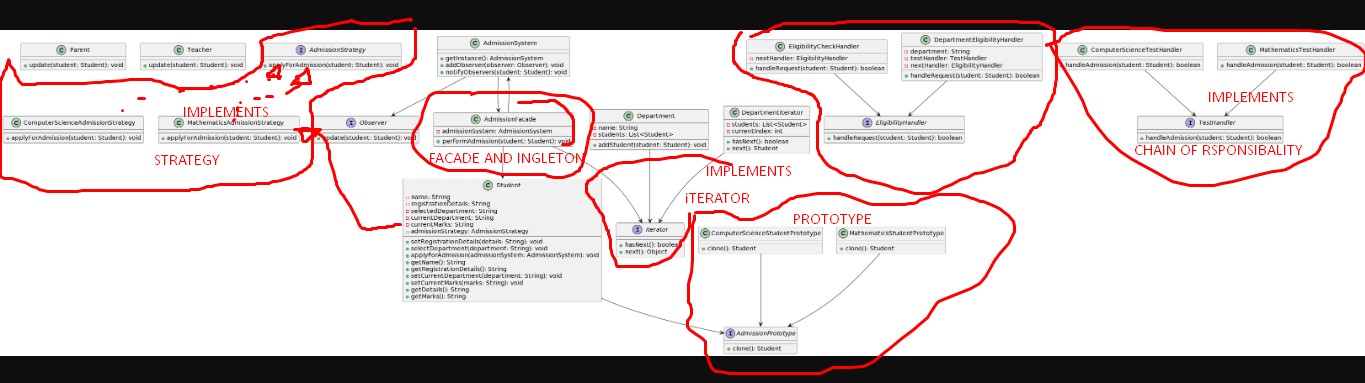 C Parent
update(student: Student): void
C Teacher
update(student: Student): void
I AdmissionStrategy
applyForAdmission(student: Student): void
C AdmissionSystem
getInstance(): AdmissionSystem
addObserver(observer: Observer): void
notifyObservers(student: Student): void
C EligibilityCheckHandler
nextHandler: EligibilityHandler
handleRequest(student: Student): boolean
C DepartmentEligibilityHandler
department: String
testHandler: TestHandler
nextHandler: EligibilityHandler
handleRequest(student: Student): boolean
C ComputerScienceTestHandler
handleAdmission(student: Student): boolean
C MathematicsTestHandler
handleAdmission(student: Student): boolean
IMPLEMENTS
IMPLEMENTS
C ComputerScienceAdmissionStrategy
applyForAdmission(student: Student): void
C MathematicsAdmissionStrategy
applyForAdmission(student: Student): void
I Observer
update(student: Student): void
C AdmissionFacade
admissionSystem: AdmissionSystem
performAdmission(student: Student): void
C Department
name: String
students: List<Student>
addStudent(student: Student): void
C DepartmentIterator
students: List<Student>
currentIndex: int
hasNext(): boolean
next(): Student
I EligibilityHandler
handleRequest(student: Student): boolean
I TestHandler
handleAdmission(student: Student): boolean
STRATEGY
FACADE AND INGLETON
CHAIN OF RSPONSIBALITY
IMPLEMENTS
iTERATOR
PROTOTYPE
C Student
name: String
registrationDetails: String
selectedDepartment: String
currentDepartment: String
currentMarks: String
admissionStrategy: AdmissionStrategy
setRegistrationDetails(details: String): void
selectDepartment(department: String): void
applyForAdmission(admissionSystem: AdmissionSystem): void
getName(): String
getRegistrationDetails(): String
setCurrentDepartment(department: String): void
setCurrentMarks(marks: String): void
getDetails(): String
getMarks(): String
I Iterator
hasNext(): boolean
next(): Object
C ComputerScienceStudentPrototype
clone(): Student
C MathematicsStudentPrototype
clone(): Student
I AdmissionPrototype
clone(): Student